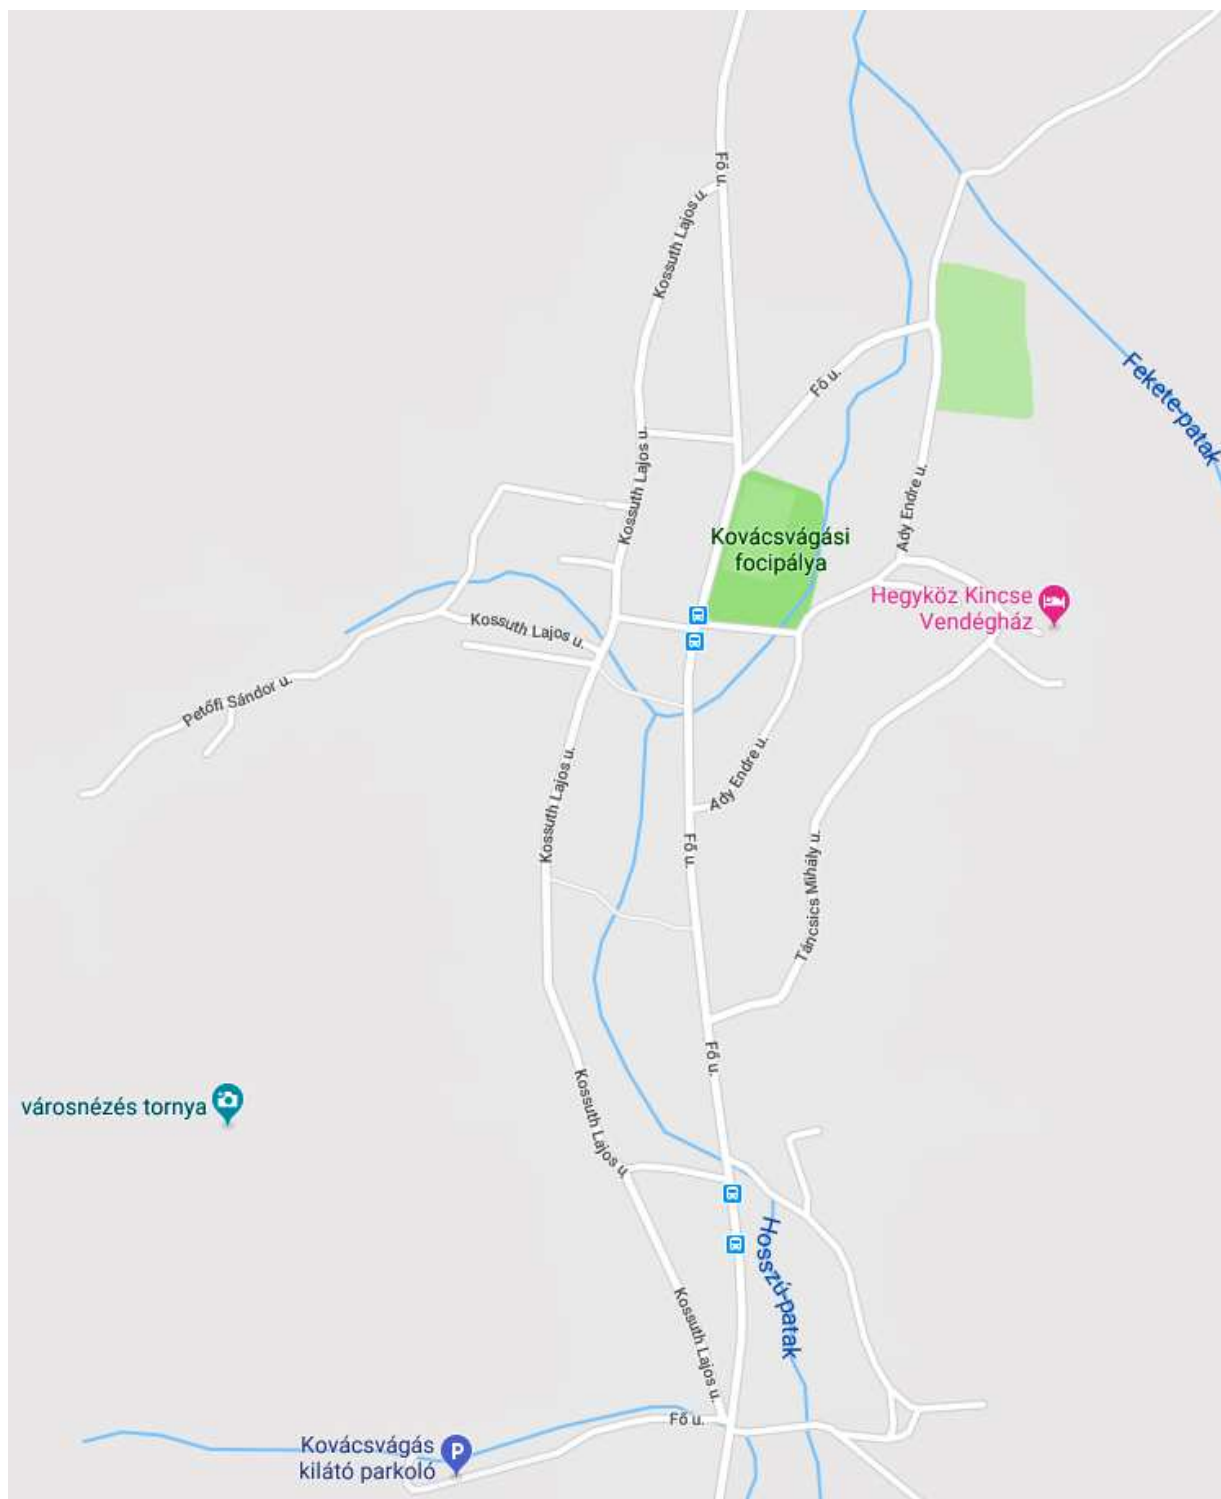 Fő u.
Kossuth Lajos u.
Fő u.
Fekete-patak
Kossuth Lajos u.
Ady Endre u.
Kovácsvágási
focipálya
Hegyköz Kincse
Vendégház
Kossuth Lajos u.
Petőfi Sándor u.
Ady Endre u.
Kossuth Lajos u.
Fő u.
Táncsics Mihály u.
Fő u.
városnézés tornya
Kossuth Lajos u.
Hosszú-patak
Kossuth Lajos u.
Fő u.
Kovácsvágás
kilátó parkoló
P